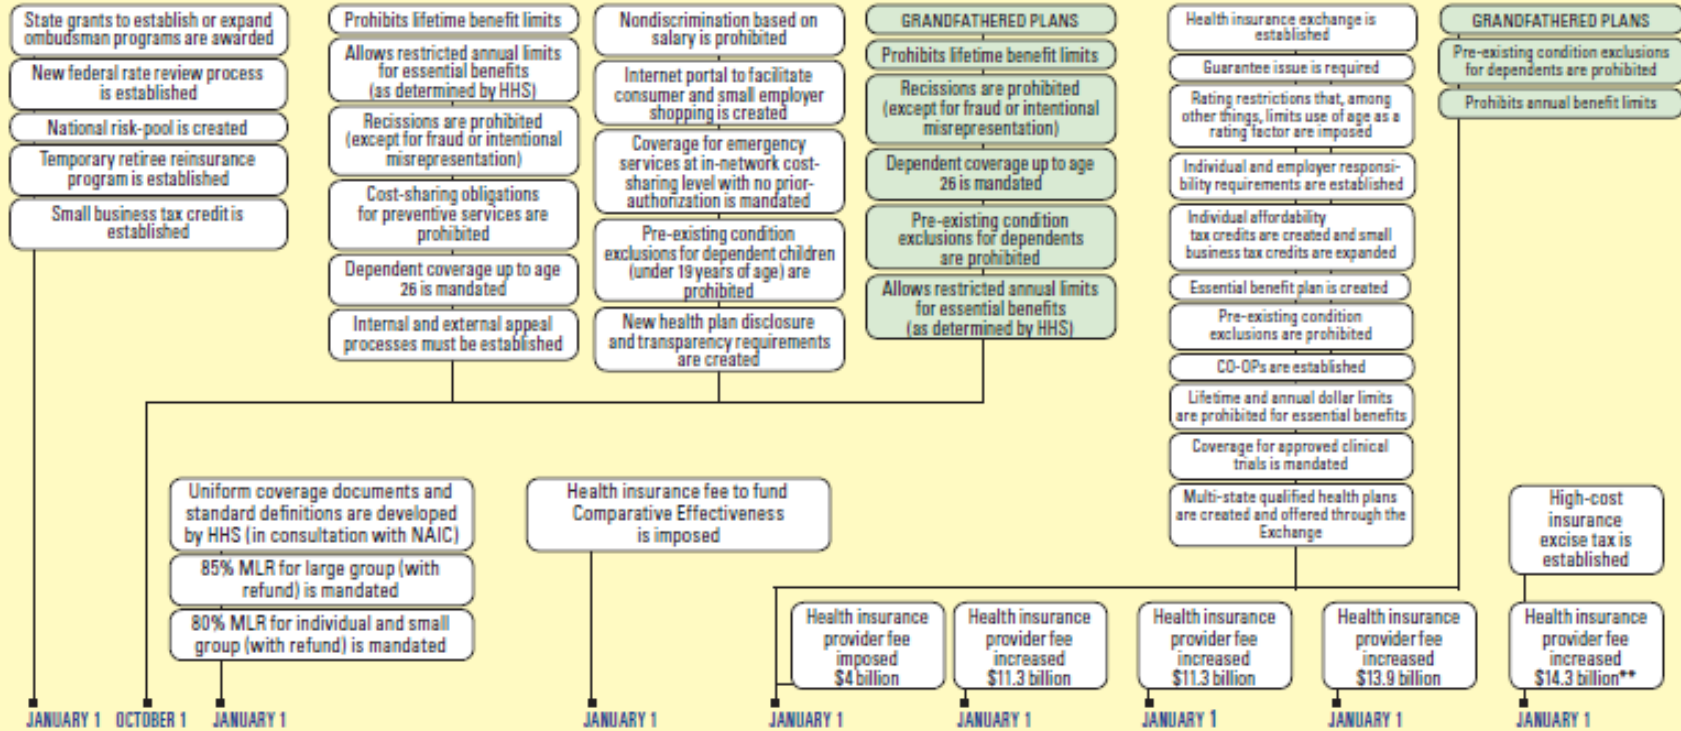 State grants to establish or expand
ombudsman programs are awarded
New federal rate review process
is established
National risk-pool is created
Temporary retiree reinsurance
program is established
Small business tax credit is
established
Prohibits lifetime benefit limits
Allows restricted annual limits
for essential benefits
(as determined by HHS)
Recissions are prohibited
(except for fraud or intentional
misrepresentation)
Cost-sharing obligations
for preventive services are
prohibited
Dependent coverage up to age
26 is mandated
Internal and external appeal
processes must be established
Nondiscrimination based on
salary is prohibited
Internet portal to facilitate
consumer and small employer
shopping is created
Coverage for emergency
services at in-network cost-
sharing level with no prior-
authorization is mandated
Pre-existing condition
exclusions for dependent children
(under 19 years of age) are
prohibited
New health plan disclosure
and transparency requirements
are created
GRANDFATHERED PLANS
Prohibits lifetime benefit limits
Recissions are prohibited
(except for fraud or intentional
misrepresentation)
Dependent coverage up to age
26 is mandated
Pre-existing condition
exclusions for dependents
are prohibited
Allows restricted annual limits
for essential benefits
(as determined by HHS)
Health insurance exchange is
established
Guarantee issue is required
Rating restrictions that, among
other things, limits use of age as a
rating factor are imposed
Individual and employer responsi-
bility requirements are established
Individual affordability
tax credits are created and small
business tax credits are expanded
Essential benefit plan is created
Pre-existing condition
exclusions are prohibited
CO-OPs are established
Lifetime and annual dollar limits
are prohibited for essential benefits
Coverage for approved clinical
trials is mandated
Multi-state qualified health plans
are created and offered through the
Exchange
GRANDFATHERED PLANS
Pre-existing condition exclusions
for dependents are prohibited
Prohibits annual benefit limits
Uniform coverage documents and
standard definitions are developed
by HHS (in consultation with NAIC)
85% MLR for large group (with
refund) is mandated
80% MLR for individual and small
group (with refund) is mandated
Health insurance fee to fund
Comparative Effectiveness
is imposed
High-cost
insurance
excise tax is
established
Health insurance
provider fee
imposed
$4 billion
Health insurance
provider fee
increased
$11.3 billion
Health insurance
provider fee
increased
$11.3 billion
Health insurance
provider fee
increased
$13.9 billion
Health insurance
provider fee
increased
$14.3 billion**
JANUARY 1
OCTOBER 1
JANUARY 1
JANUARY 1
JANUARY 1
JANUARY 1
JANUARY 1
JANUARY 1
JANUARY 1